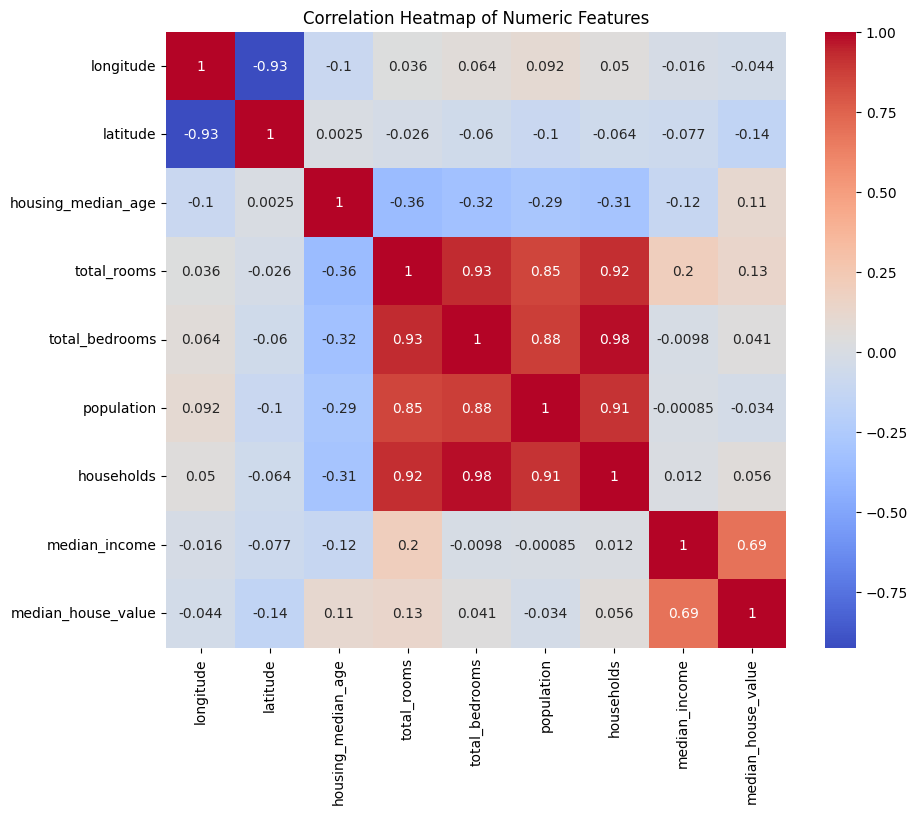 Correlation Heatmap of Numeric Features
longitude 1 -0.93 -0.1 0.036 0.064 0.092 0.05 -0.016 -0.044
latitude -0.93 1 0.0025 -0.026 -0.06 -0.1 -0.064 -0.077 -0.14
housing_median_age -0.1 0.0025 1 -0.36 -0.32 -0.29 -0.31 -0.12 0.11
total_rooms 0.036 -0.026 -0.36 1 0.93 0.85 0.92 0.2 0.13
total_bedrooms 0.064 -0.06 -0.32 0.93 1 0.88 0.98 -0.0098 0.041
population 0.092 -0.1 -0.29 0.85 0.88 1 0.91 -0.00085 -0.034
households 0.05 -0.064 -0.31 0.92 0.98 0.91 1 0.012 0.056
median_income -0.016 -0.077 -0.12 0.2 -0.0098 -0.00085 0.012 1 0.69
median_house_value -0.044 -0.14 0.11 0.13 0.041 -0.034 0.056 0.69 1
longitude
latitude
housing_median_age
total_rooms
total_bedrooms
population
households
median_income
median_house_value
1.00
0.75
0.50
0.25
0.00
−0.25
−0.50
−0.75